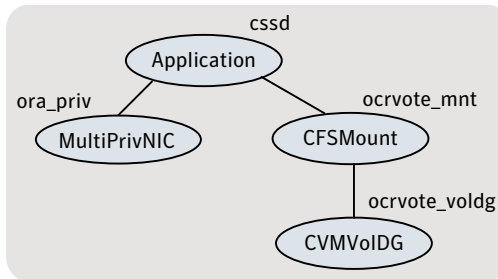 cssd
Application
ora_priv
ocrvote_mnt
MultiPrivNIC
CFSMount
ocrvote_voldg
CVMVolDG